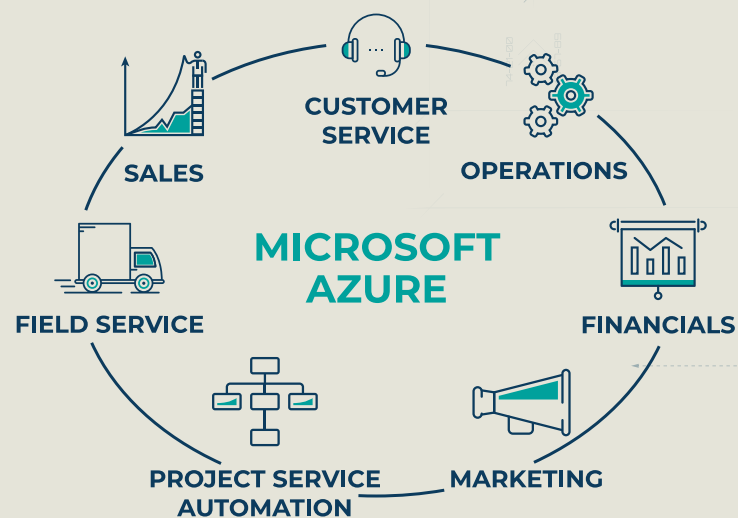 CUSTOMER
SERVICE
SALES
OPERATIONS
MICROSOFT
AZURE
FIELD SERVICE
FINANCIALS
PROJECT SERVICE
AUTOMATION
MARKETING